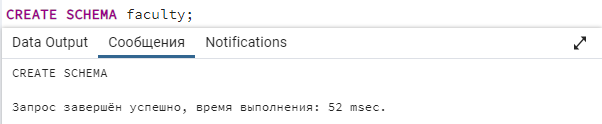 CREATE SCHEMA faculty;
Data Output Сообщения Notifications
CREATE SCHEMA
Запрос завершён успешно, время выполнения: 52 msec.